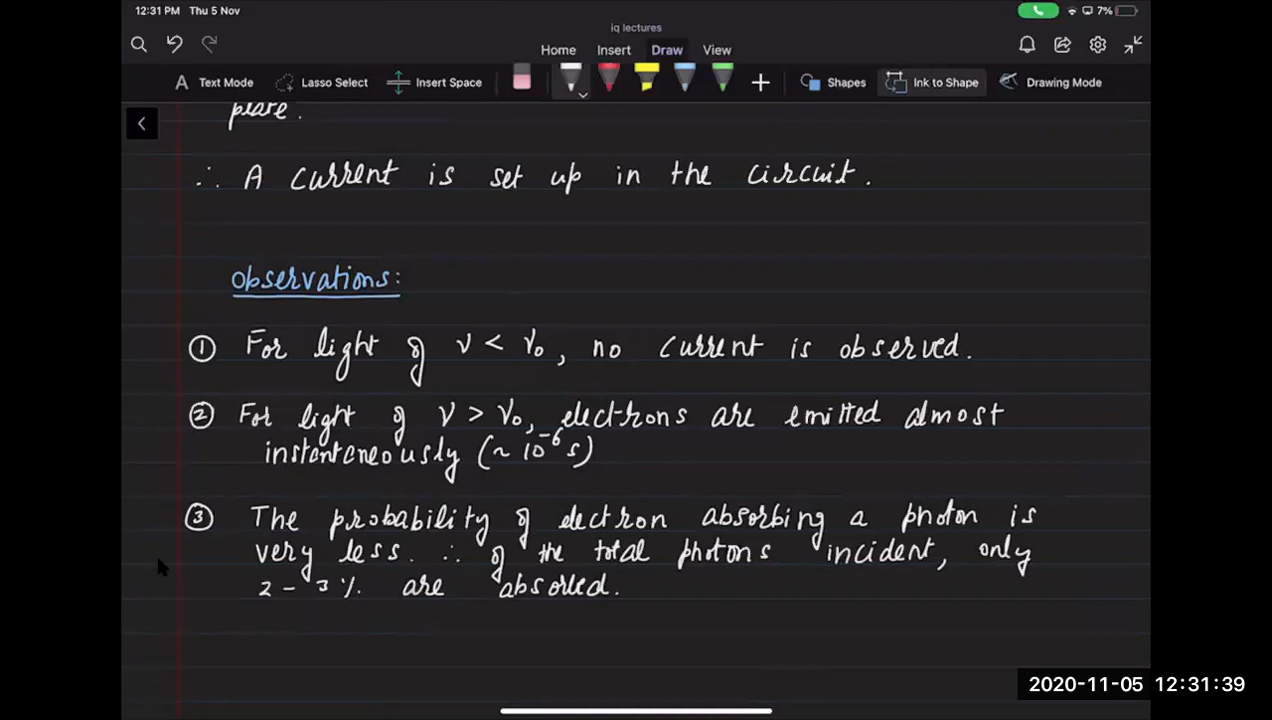 12:31 PM Thu 5 Nov
7%
iq lectures
Home Insert Draw View
Text Mode Lasso Select Insert Space Shapes Ink to Shape Drawing Mode
plate.
∴ A current is set up in the circuit.
Observations:
① For light of ν < ν₀, no current is observed.
② For light of ν > ν₀, electrons are emitted almost
instantaneously (~ 10⁻⁶ s)
③ The probability of electron absorbing a photon is
very less. ∴ of the total photons incident, only
2 - 3 % are absorbed.
2020-11-05 12:31:39